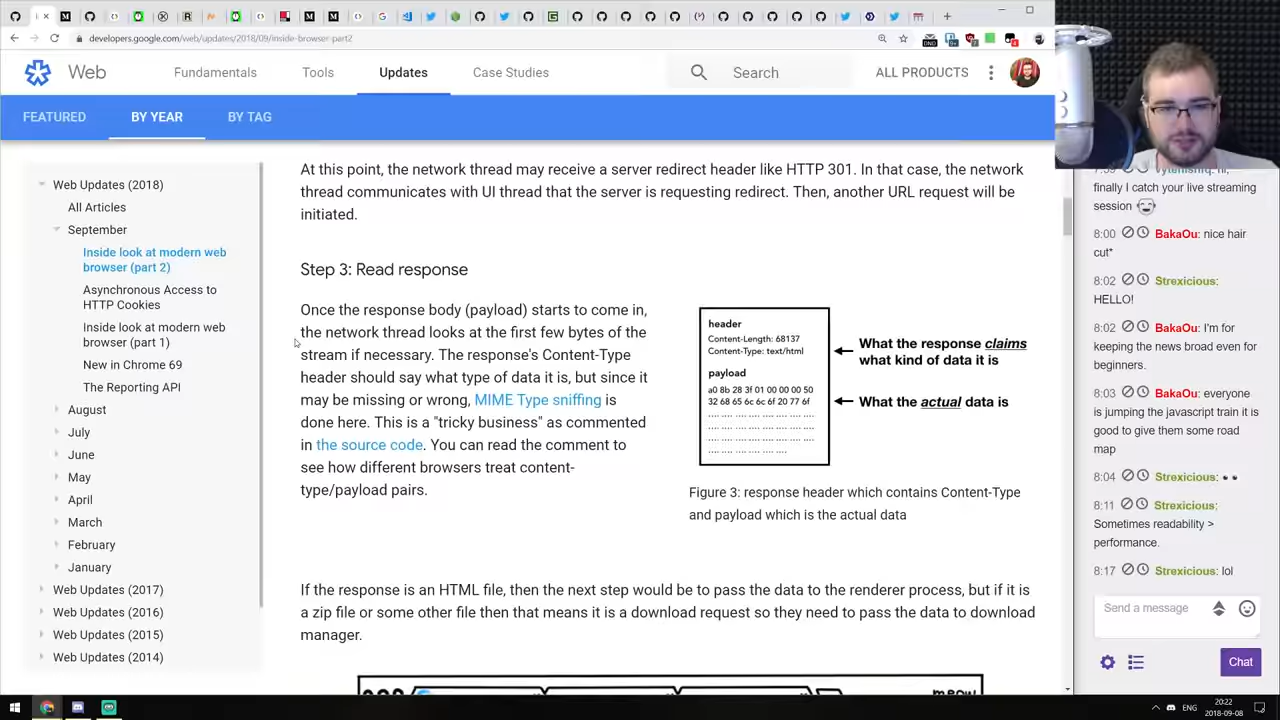 developers.google.com/web/updates/2018/09/inside-browser-part2
Web
Fundamentals
Tools
Updates
Case Studies
Search
ALL PRODUCTS
FEATURED
BY YEAR
BY TAG
Web Updates (2018)
All Articles
September
Inside look at modern web
browser (part 2)
Asynchronous Access to
HTTP Cookies
Inside look at modern web
browser (part 1)
New in Chrome 69
The Reporting API
August
July
June
May
April
March
February
January
Web Updates (2017)
Web Updates (2016)
Web Updates (2015)
Web Updates (2014)
At this point, the network thread may receive a server redirect header like HTTP 301. In that case, the network
thread communicates with UI thread that the server is requesting redirect. Then, another URL request will be
initiated.
Step 3: Read response
Once the response body (payload) starts to come in,
the network thread looks at the first few bytes of the
stream if necessary. The response's Content-Type
header should say what type of data it is, but since it
may be missing or wrong, MIME Type sniffing is
done here. This is a "tricky business" as commented
in the source code. You can read the comment to
see how different browsers treat content-
type/payload pairs.
header
Content-Length: 68137
Content-Type: text/html
payload
a0 8b 28 3f 01 00 00 00 50
32 68 65 6c 6c 6f 20 77 6f
What the response claims
what kind of data it is
What the actual data is
Figure 3: response header which contains Content-Type
and payload which is the actual data
If the response is an HTML file, then the next step would be to pass the data to the renderer process, but if it is
a zip file or some other file then that means it is a download request so they need to pass the data to download
manager.
finally I catch your live streaming
session
8:00 BakaOu: nice hair
cut*
8:02 Strexicious:
HELLO!
8:02 BakaOu: I'm for
keeping the news broad even for
beginners.
8:03 BakaOu: everyone
is jumping the javascript train it is
good to give them some road
map
8:04 Strexicious: 👀
8:11 Strexicious:
Sometimes readability >
performance.
8:17 Strexicious: lol
Send a message
Chat
ENG
20:22
2018-09-08